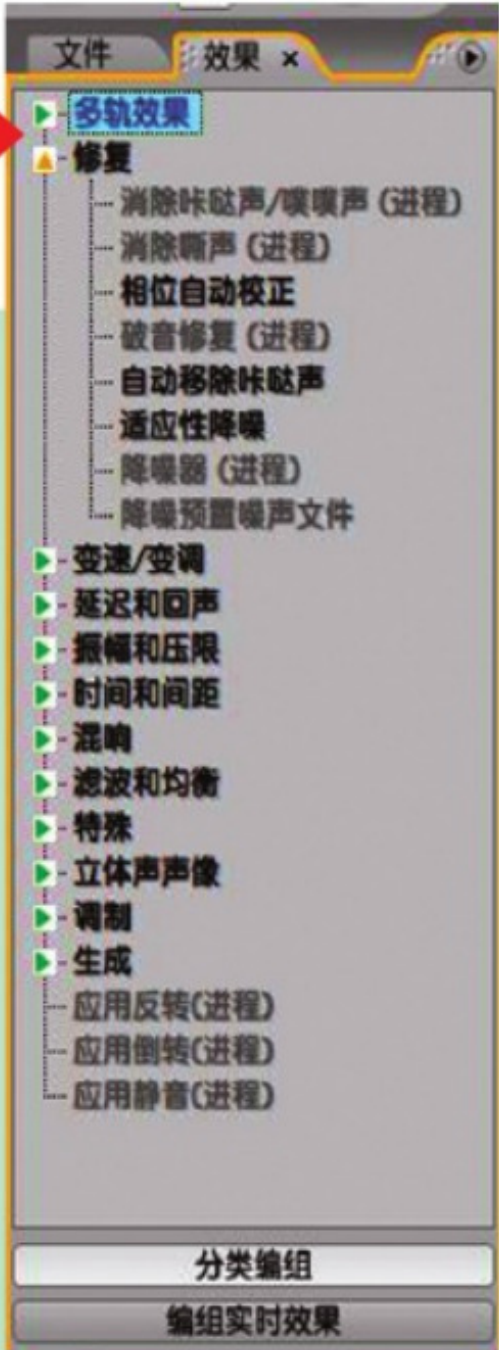 文件 效果 ×
多轨效果
修复
消除咔哒声/噗噗声 (进程)
消除嘶声 (进程)
相位自动校正
破音修复 (进程)
自动移除咔哒声
适应性降噪
降噪器 (进程)
降噪预置噪声文件
变速/变调
延迟和回声
振幅和压限
时间和间距
混响
滤波和均衡
特殊
立体声声像
调制
生成
应用反转(进程)
应用倒转(进程)
应用静音(进程)
分类编组
编组实时效果